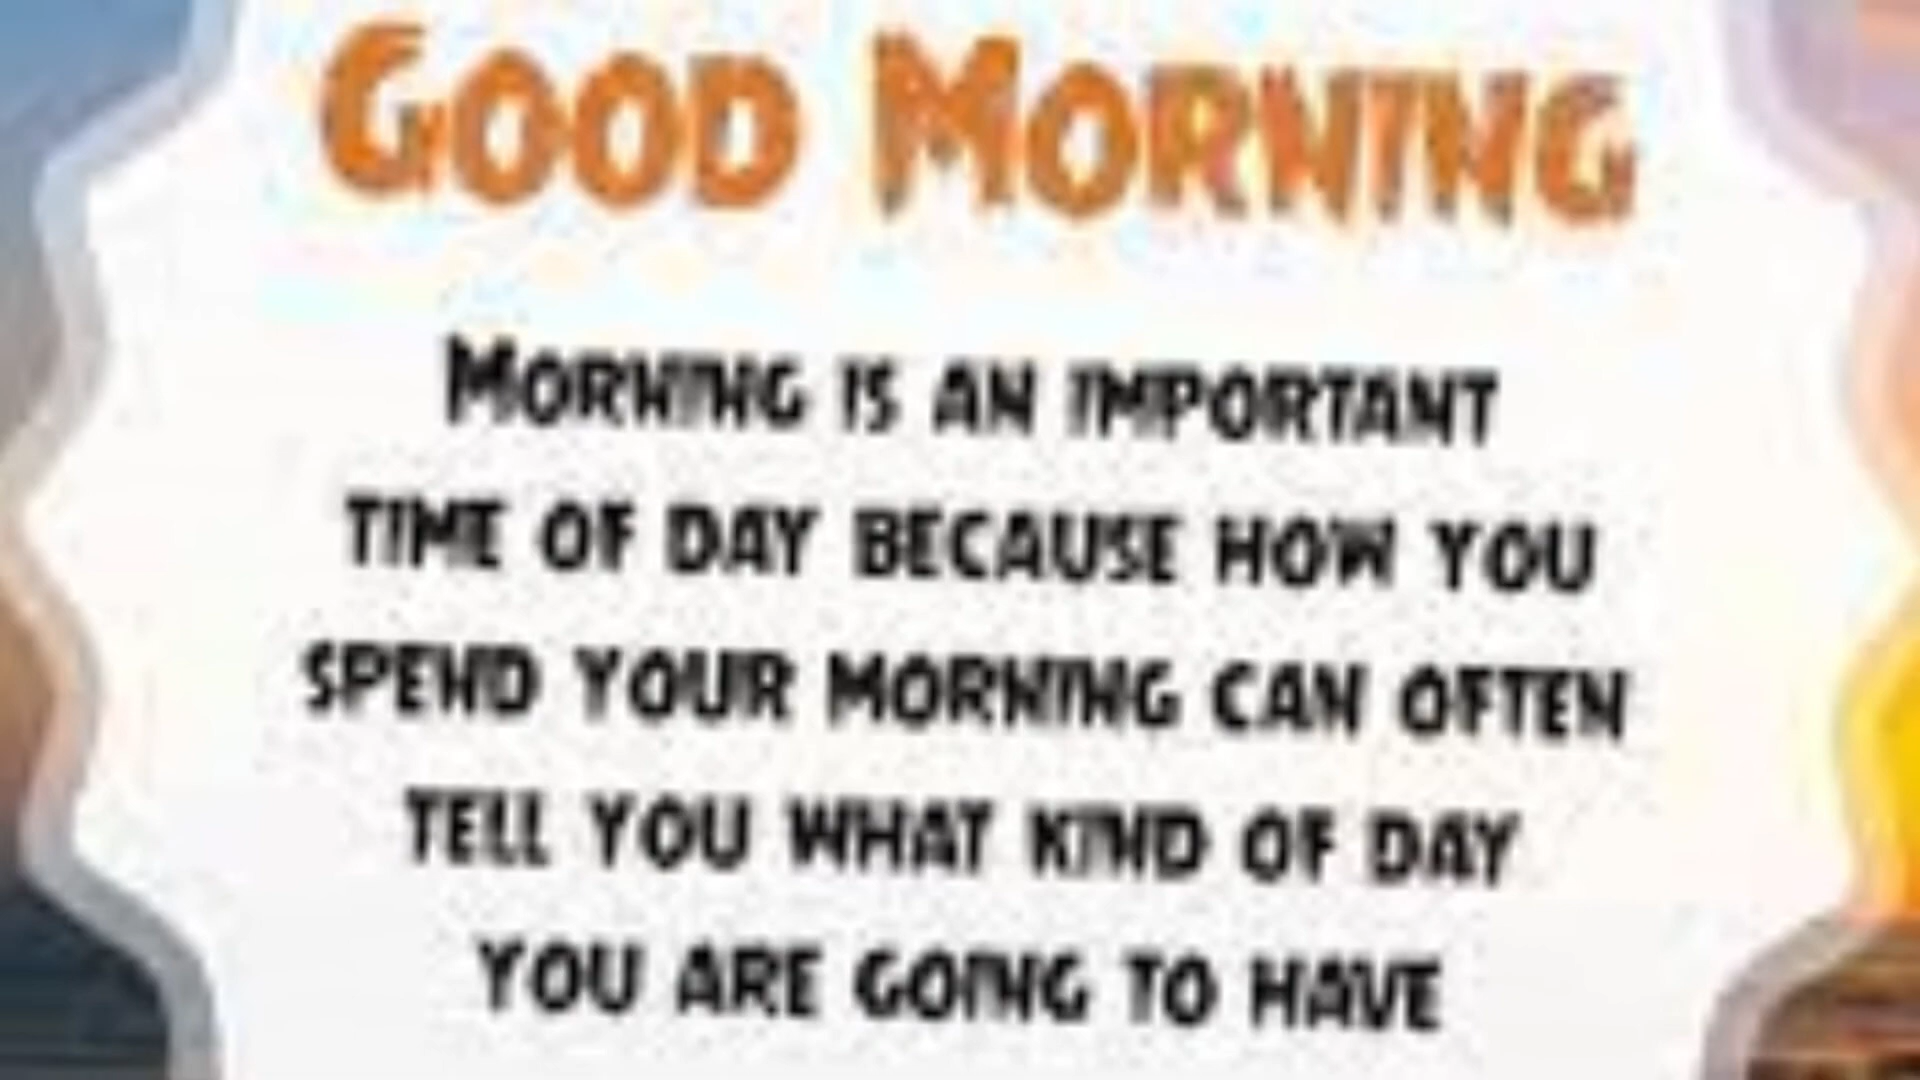 Good Morning
Morning is an important
time of day because how you
spend your morning can often
tell you what kind of day
you are going to have